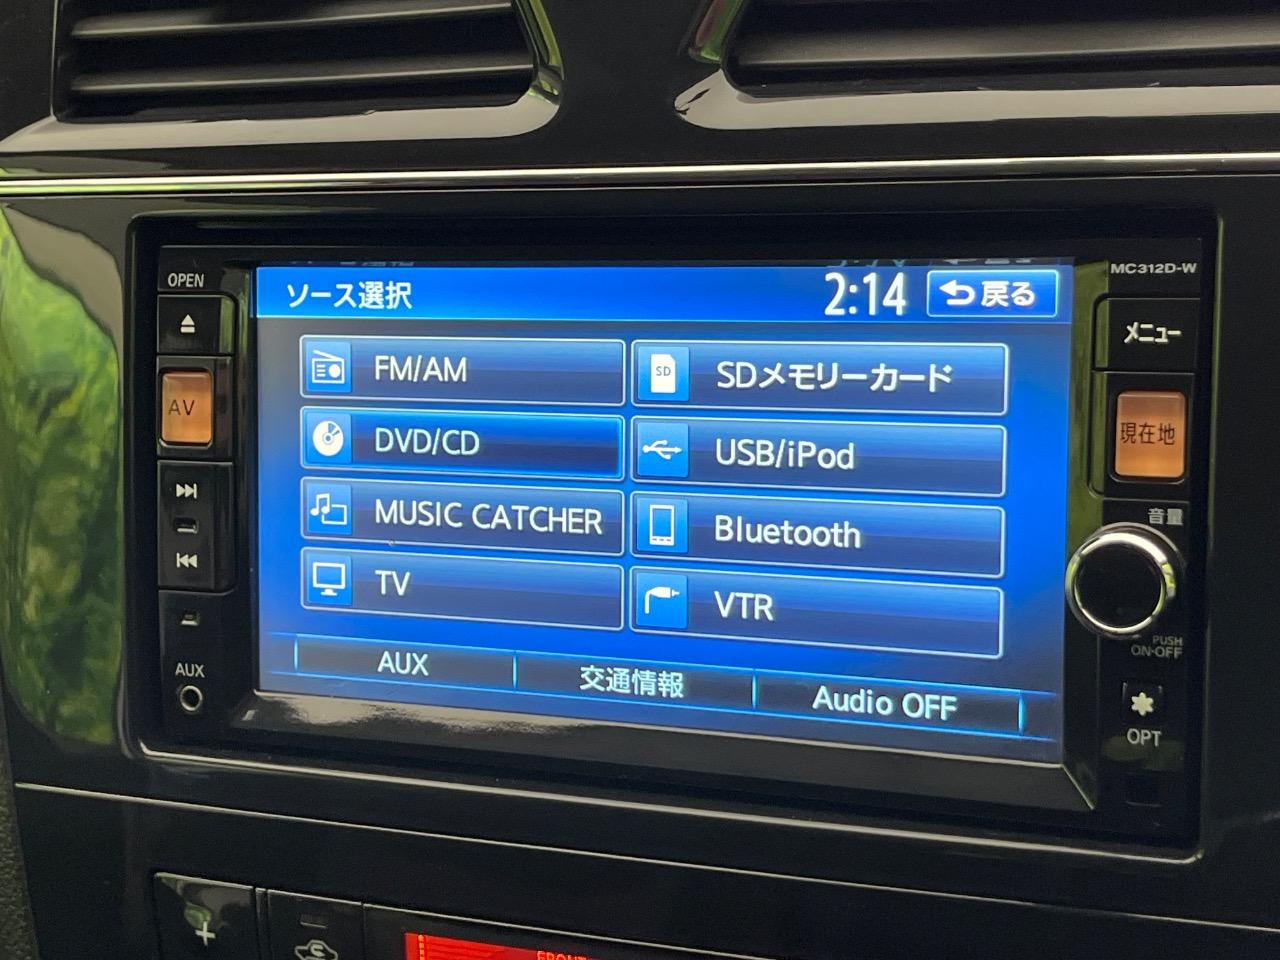 OPEN
MC312D-W
ソース選択
2:14
戻る
メニュー
AV
現在地
FM/AM
SDメモリーカード
DVD/CD
USB/iPod
MUSIC CATCHER
Bluetooth
TV
VTR
音量
PUSH
ON·OFF
AUX
AUX
交通情報
Audio OFF
OPT